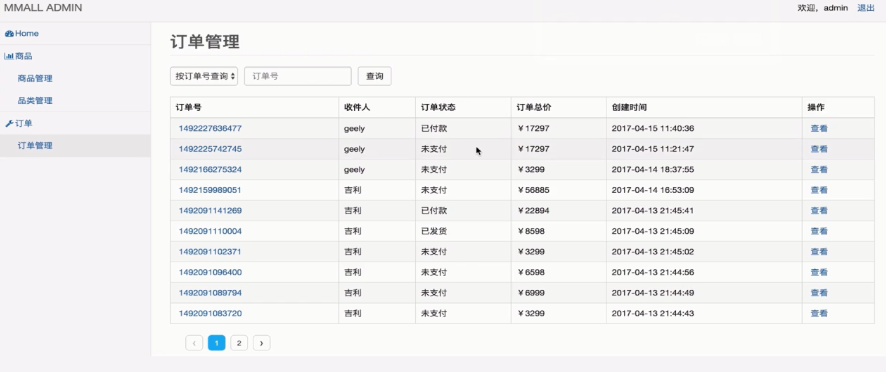 MMALL ADMIN
欢迎，admin 退出
Home
商品
商品管理
品类管理
订单
订单管理
订单管理
按订单号查询 订单号 查询
订单号 收件人 订单状态 订单总价 创建时间 操作
1492227636477 geely 已付款 ￥17297 2017-04-15 11:40:36 查看
1492225742745 geely 未支付 ￥17297 2017-04-15 11:21:47 查看
1492166275324 geely 未支付 ￥3299 2017-04-14 18:37:55 查看
1492159989051 吉利 未支付 ￥56885 2017-04-14 16:53:09 查看
1492091141269 吉利 已付款 ￥22894 2017-04-13 21:45:41 查看
1492091110004 吉利 已发货 ￥8598 2017-04-13 21:45:09 查看
1492091102371 吉利 未支付 ￥3299 2017-04-13 21:45:02 查看
1492091096400 吉利 未支付 ￥6598 2017-04-13 21:44:56 查看
1492091089794 吉利 未支付 ￥6999 2017-04-13 21:44:49 查看
1492091083720 吉利 未支付 ￥3299 2017-04-13 21:44:43 查看
‹ 1 2 ›